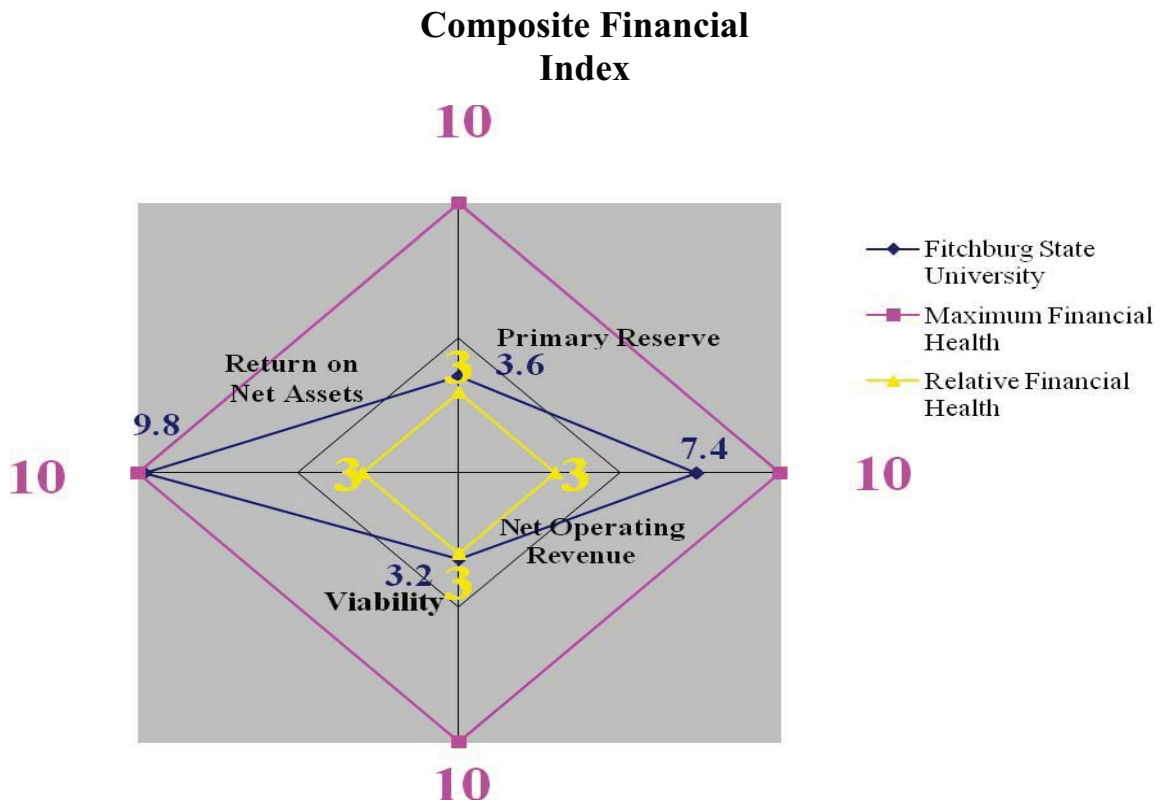 Composite Financial
Index
10
Primary Reserve
3
3.6
Return on
Net Assets
9.8
7.4
10
3
3
10
Net Operating
Revenue
3.2
3
Viability
10
Fitchburg State
University
Maximum Financial
Health
Relative Financial
Health